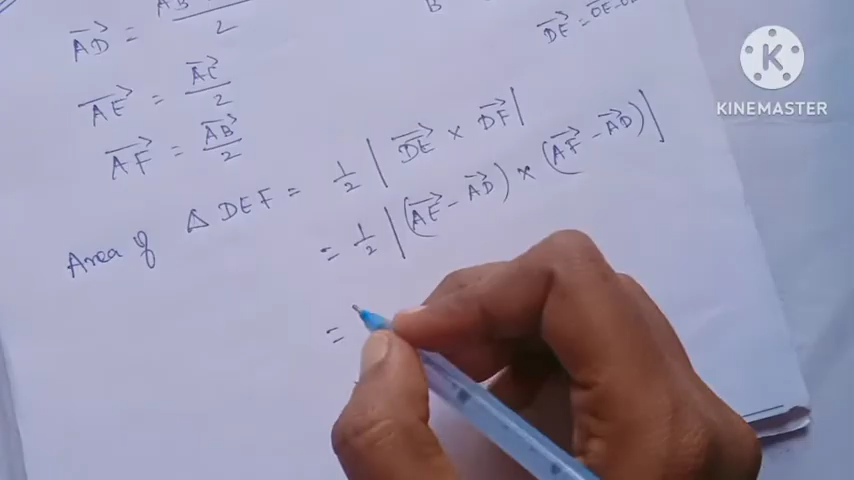 AD = AB
2
B
DE = OE - OD
AE = AC
2
AF = AB
2
Area of Δ DEF = 1/2 | DE × DF |
= 1/2 | (AE - AD) × (AF - AD) |
=
K
KINEMASTER